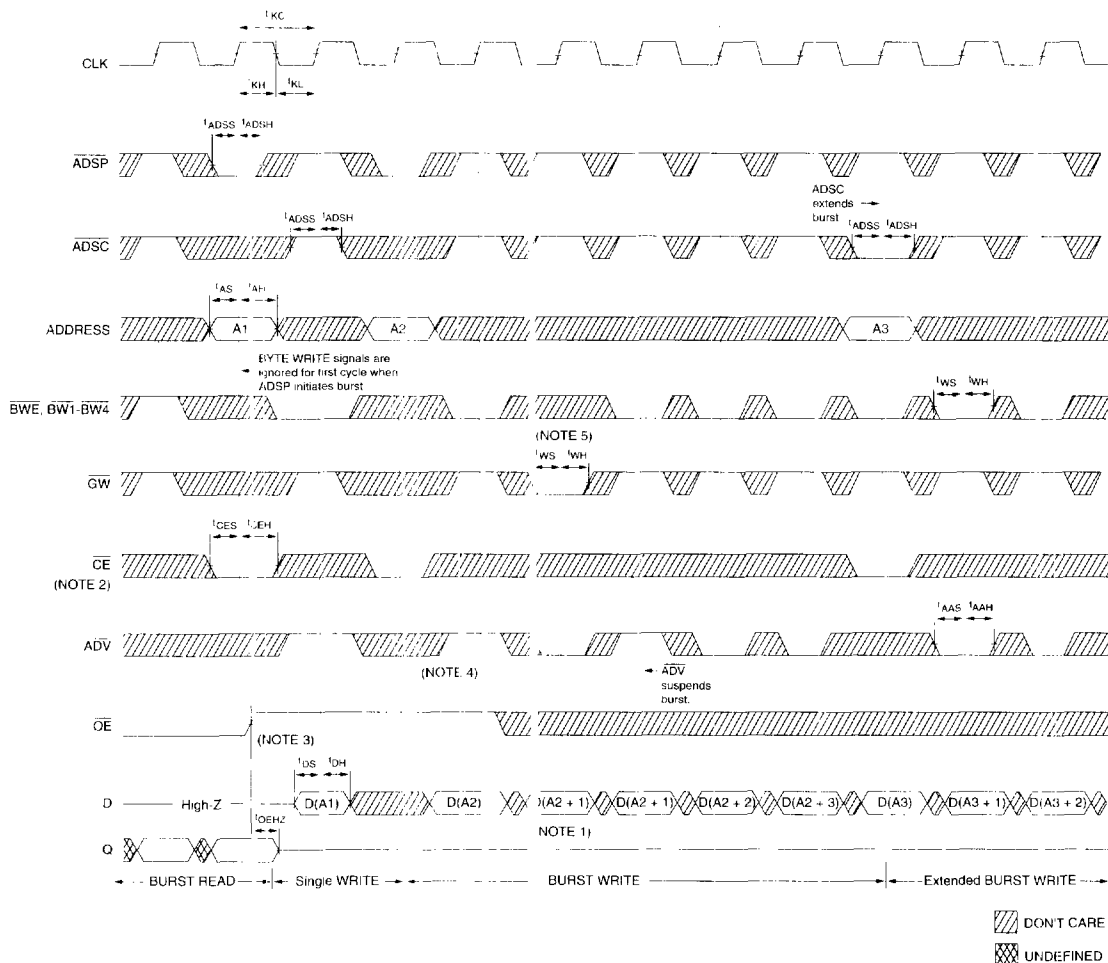 tKC
CLK
tKH tKL
tADSS tADSH
ADSP
ADSC
extends
burst
tADSS tADSH
tADSS tADSH
ADSC
tAS tAH
ADDRESS A1 A2 A3
BYTE WRITE signals are
ignored for first cycle when
ADSP initiates burst
tWS tWH
BWE, BW1-BW4
(NOTE 5)
tWS tWH
GW
tCES tCEH
CE
(NOTE 2)
tAAS tAAH
ADV
(NOTE 4)
ADV
suspends
burst.
OE
(NOTE 3)
tDS tDH
D High-Z D(A1) D(A2) D(A2 + 1) D(A2 + 1) D(A2 + 2) D(A2 + 3) D(A3) D(A3 + 1) D(A3 + 2)
tOEHZ
NOTE 1)
Q
BURST READ Single WRITE BURST WRITE Extended BURST WRITE
DON'T CARE
UNDEFINED